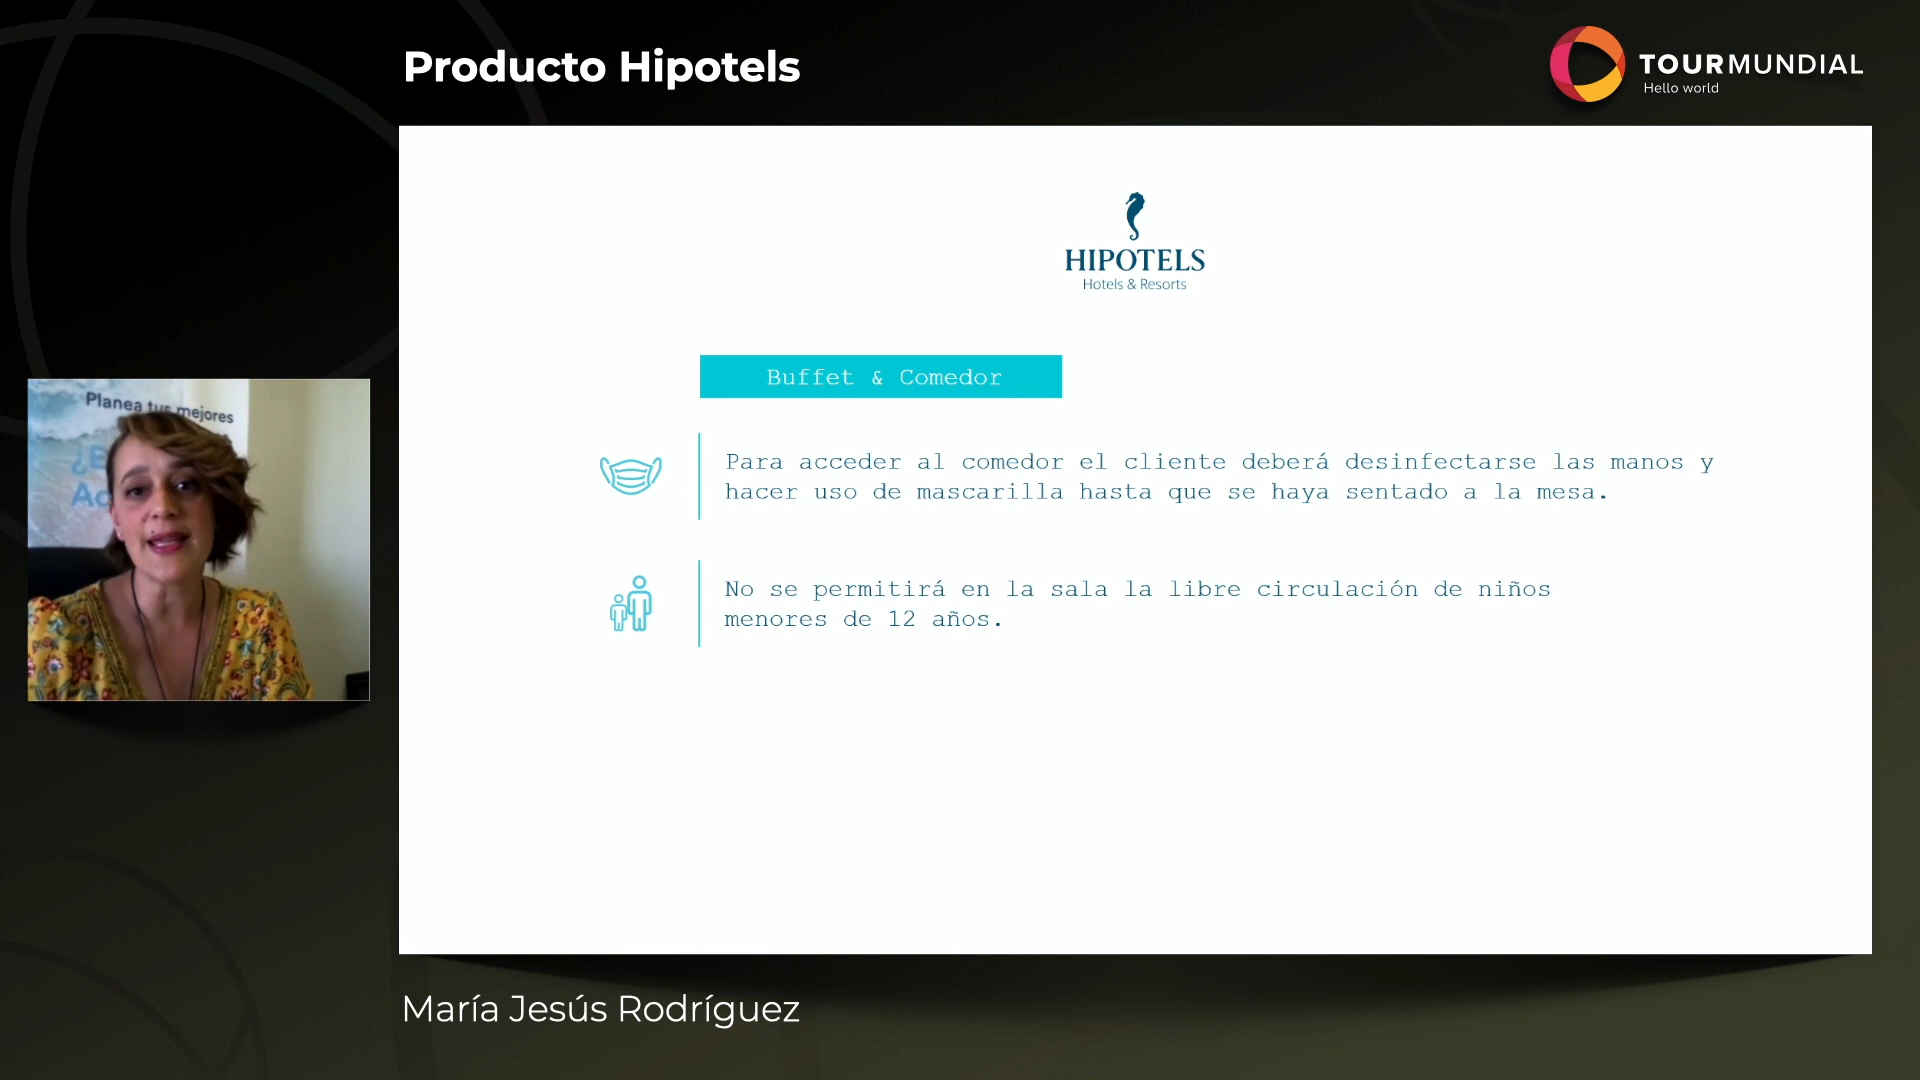 Producto Hipotels
TOURMUNDIAL
Hello world
HIPOTELS
Hotels & Resorts
Buffet & Comedor
Planea tus mejores
Para acceder al comedor el cliente deberá desinfectarse las manos y
hacer uso de mascarilla hasta que se haya sentado a la mesa.
No se permitirá en la sala la libre circulación de niños
menores de 12 años.
María Jesús Rodríguez